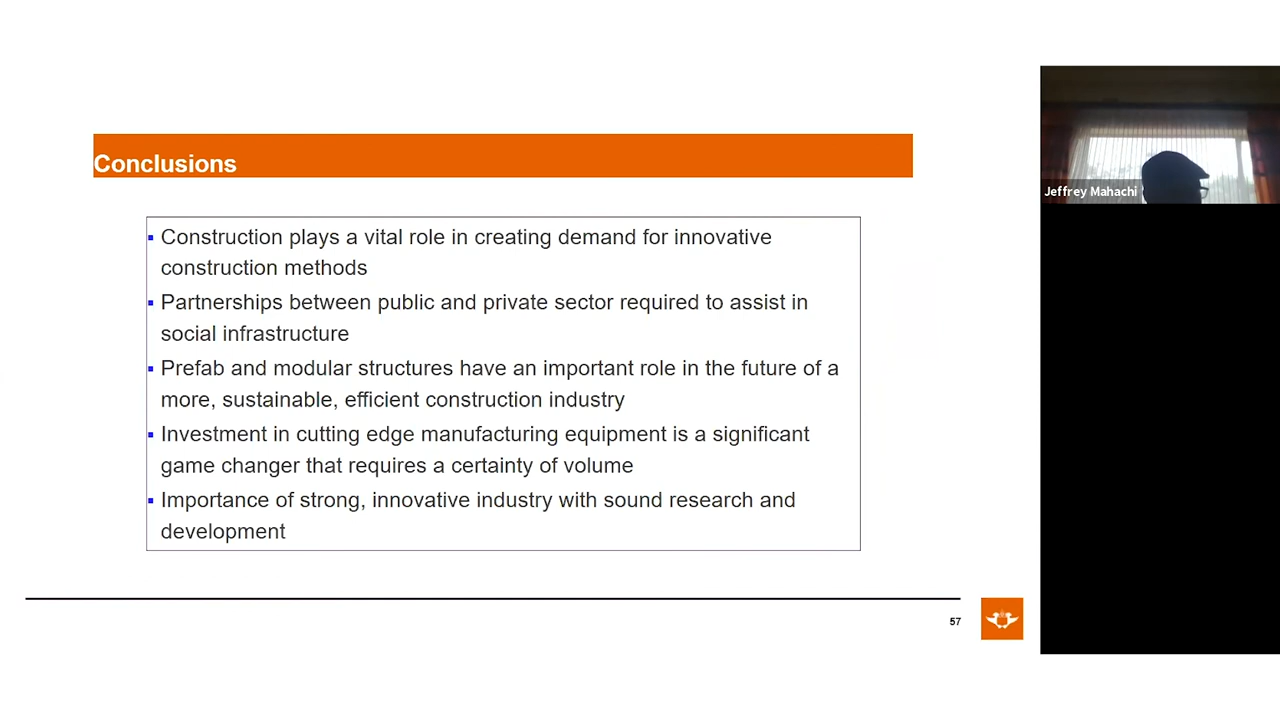 Conclusions
Construction plays a vital role in creating demand for innovative
construction methods
Partnerships between public and private sector required to assist in
social infrastructure
Prefab and modular structures have an important role in the future of a
more, sustainable, efficient construction industry
Investment in cutting edge manufacturing equipment is a significant
game changer that requires a certainty of volume
Importance of strong, innovative industry with sound research and
development
57
Jeffrey Mahachi